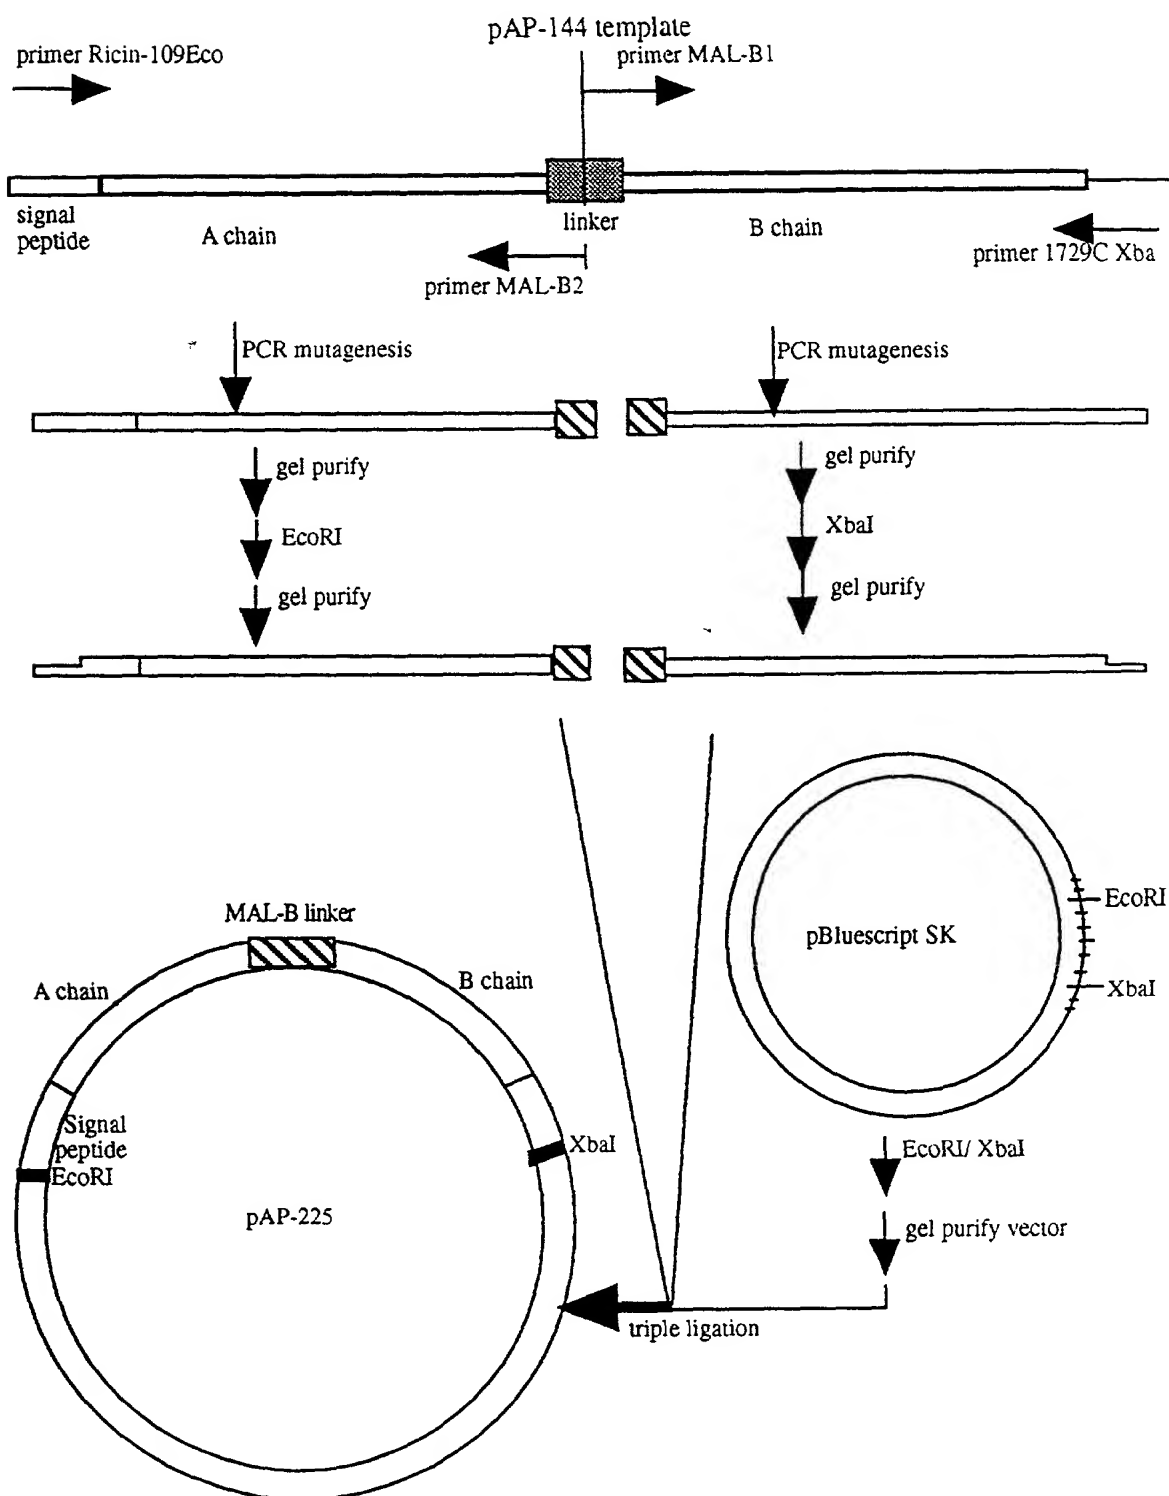 pAP-144 template
primer Ricin-109Eco
primer MAL-B1
signal
peptide
A chain
linker
B chain
primer MAL-B2
primer 1729C Xba
PCR mutagenesis
PCR mutagenesis
gel purify
EcoRI
gel purify
gel purify
XbaI
gel purify
pBluescript SK
EcoRI
XbaI
EcoRI/ XbaI
gel purify vector
triple ligation
MAL-B linker
A chain
B chain
Signal
peptide
EcoRI
XbaI
pAP-225